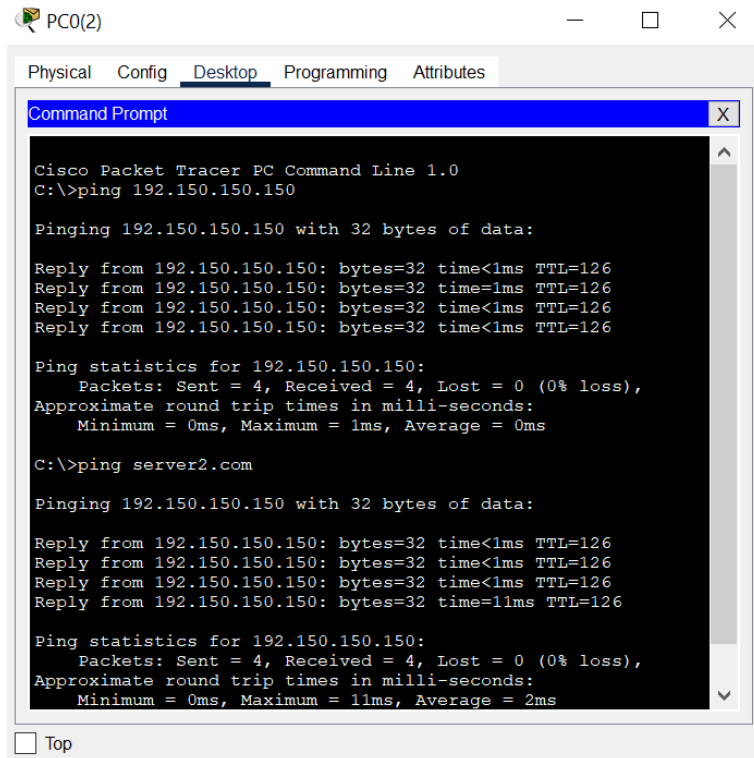 PC0(2)
Physical Config Desktop Programming Attributes
Command Prompt X
Cisco Packet Tracer PC Command Line 1.0
C:\>ping 192.150.150.150
Pinging 192.150.150.150 with 32 bytes of data:
Reply from 192.150.150.150: bytes=32 time<1ms TTL=126
Reply from 192.150.150.150: bytes=32 time=1ms TTL=126
Reply from 192.150.150.150: bytes=32 time<1ms TTL=126
Reply from 192.150.150.150: bytes=32 time<1ms TTL=126
Ping statistics for 192.150.150.150:
Packets: Sent = 4, Received = 4, Lost = 0 (0% loss),
Approximate round trip times in milli-seconds:
Minimum = 0ms, Maximum = 1ms, Average = 0ms
C:\>ping server2.com
Pinging 192.150.150.150 with 32 bytes of data:
Reply from 192.150.150.150: bytes=32 time<1ms TTL=126
Reply from 192.150.150.150: bytes=32 time<1ms TTL=126
Reply from 192.150.150.150: bytes=32 time<1ms TTL=126
Reply from 192.150.150.150: bytes=32 time=11ms TTL=126
Ping statistics for 192.150.150.150:
Packets: Sent = 4, Received = 4, Lost = 0 (0% loss),
Approximate round trip times in milli-seconds:
Minimum = 0ms, Maximum = 11ms, Average = 2ms
Top